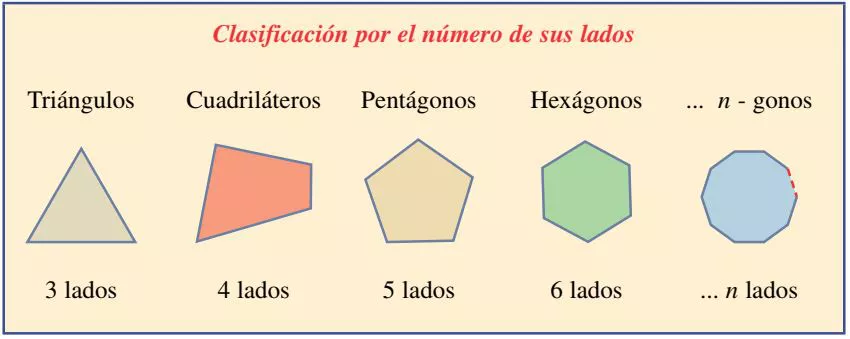 Clasificación por el número de sus lados
Triángulos Cuadriláteros Pentágonos Hexágonos ... n - gonos
3 lados 4 lados 5 lados 6 lados ... n lados